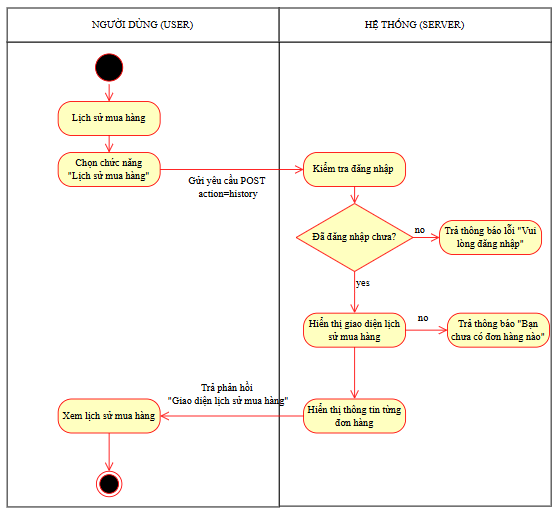 NGƯỜI DÙNG (USER)
HỆ THỐNG (SERVER)
Lịch sử mua hàng
Chọn chức năng
"Lịch sử mua hàng"
Gửi yêu cầu POST
action=history
Kiểm tra đăng nhập
Đã đăng nhập chưa?
no
Trả thông báo lỗi "Vui
lòng đăng nhập"
yes
Hiển thị giao diện lịch
sử mua hàng
no
Trả thông báo "Bạn
chưa có đơn hàng nào"
Trả phản hồi
"Giao diện lịch sử mua hàng"
Hiển thị thông tin từng
đơn hàng
Xem lịch sử mua hàng